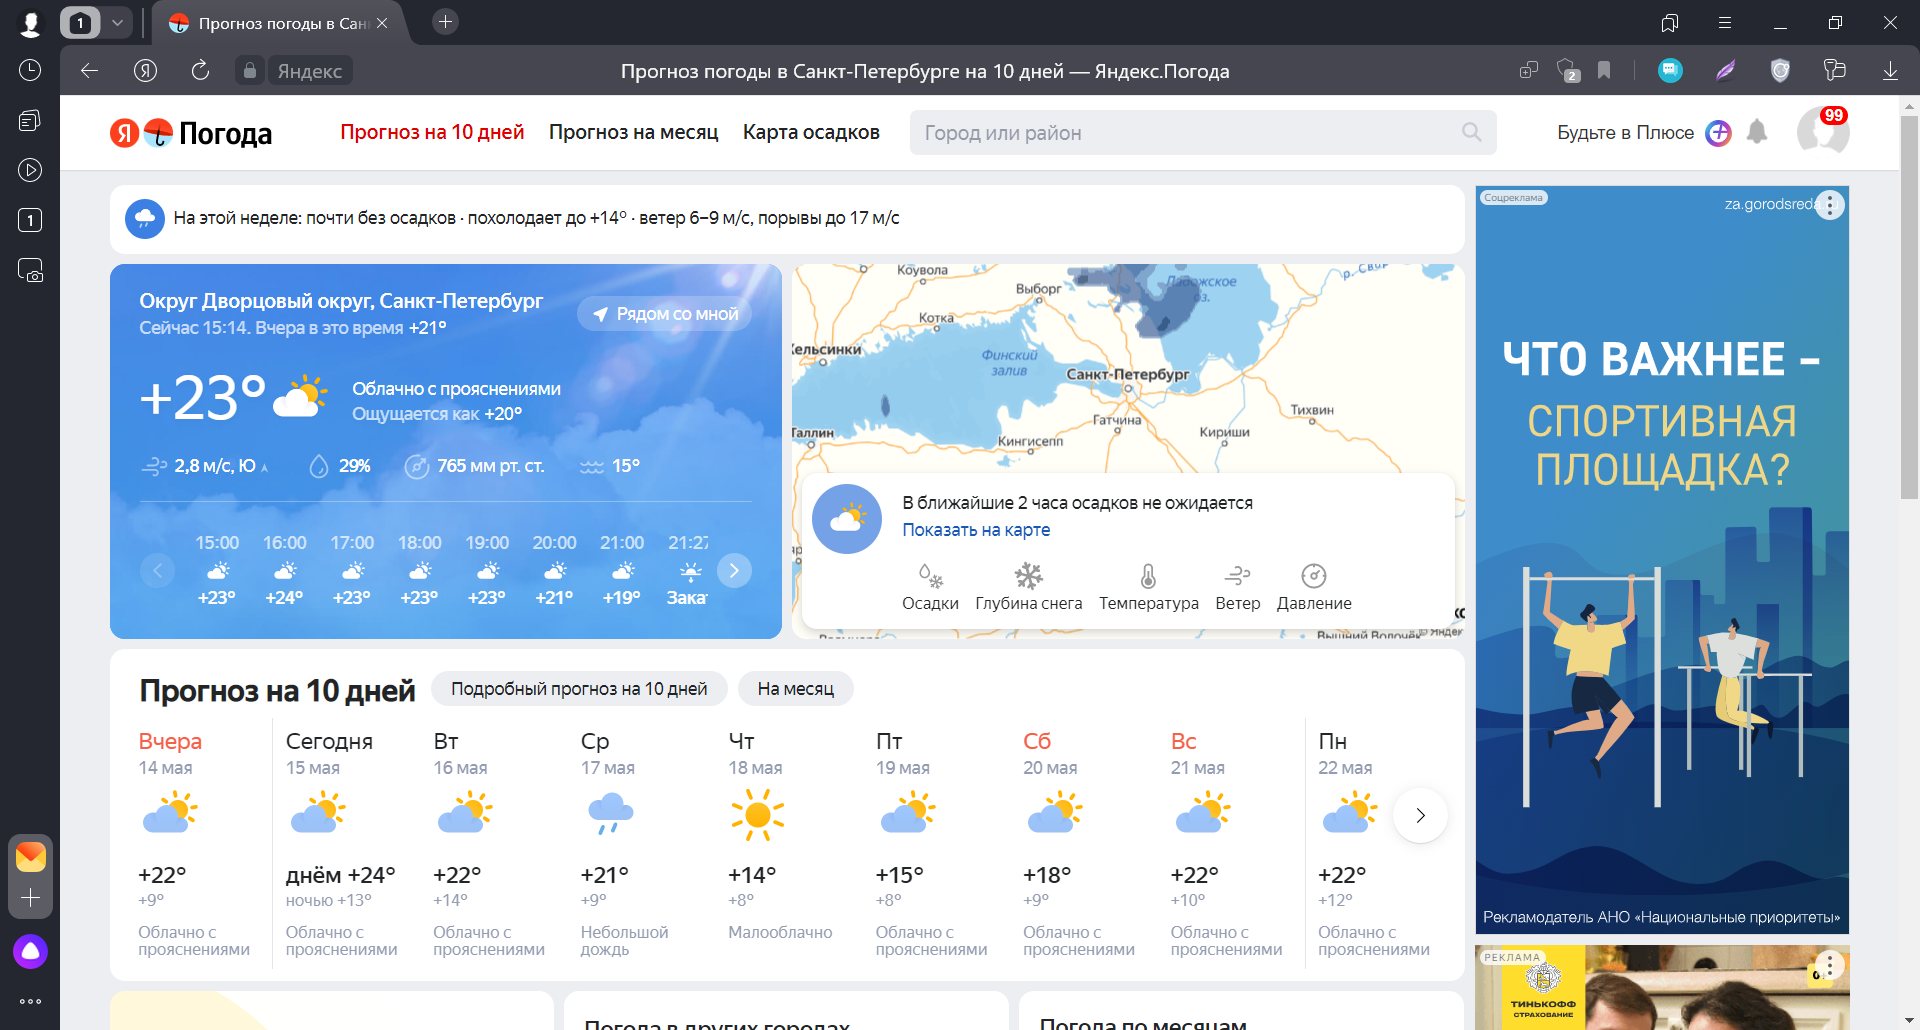 1
Прогноз погоды в Сан
Яндекс
Прогноз погоды в Санкт-Петербурге на 10 дней — Яндекс.Погода
2
Я Погода
Прогноз на 10 дней
Прогноз на месяц
Карта осадков
Город или район
Будьте в Плюсе
99
1
На этой неделе: почти без осадков · похолодает до +14° · ветер 6–9 м/с, порывы до 17 м/с
Округ Дворцовый округ, Санкт-Петербург
Сейчас 15:14. Вчера в это время +21°
Рядом со мной
+23°
Облачно с прояснениями
Ощущается как +20°
2,8 м/с, Ю
29%
765 мм рт. ст.
15°
15:00 16:00 17:00 18:00 19:00 20:00 21:00 21:27
+23° +24° +23° +23° +23° +21° +19° Закат
Коувола
Выборг
Ладожское оз.
р. Свирь
Котка
Хельсинки
Финский залив
Санкт-Петербург
Гатчина
Тихвин
Таллин
Кингисепп
Кириши
В ближайшие 2 часа осадков не ожидается
Показать на карте
Осадки
Глубина снега
Температура
Ветер
Давление
Вышний Волочёк
© Яндекс
Прогноз на 10 дней
Подробный прогноз на 10 дней
На месяц
Вчера
14 мая
+22°
+9°
Облачно с
прояснениями
Сегодня
15 мая
днём +24°
ночью +13°
Облачно с
прояснениями
Вт
16 мая
+22°
+14°
Облачно с
прояснениями
Ср
17 мая
+21°
+9°
Небольшой
дождь
Чт
18 мая
+14°
+8°
Малооблачно
Пт
19 мая
+15°
+8°
Облачно с
прояснениями
Сб
20 мая
+18°
+9°
Облачно с
прояснениями
Вс
21 мая
+22°
+10°
Облачно с
прояснениями
Пн
22 мая
+22°
+12°
Облачно с
прояснениями
Погода в других городах
Погода по месяцам
Соцреклама
za.gorodsreda
ЧТО ВАЖНЕЕ –
СПОРТИВНАЯ
ПЛОЩАДКА?
Рекламодатель АНО «Национальные приоритеты»
РЕКЛАМА
ТИНЬКОФФ
СТРАХОВАНИЕ